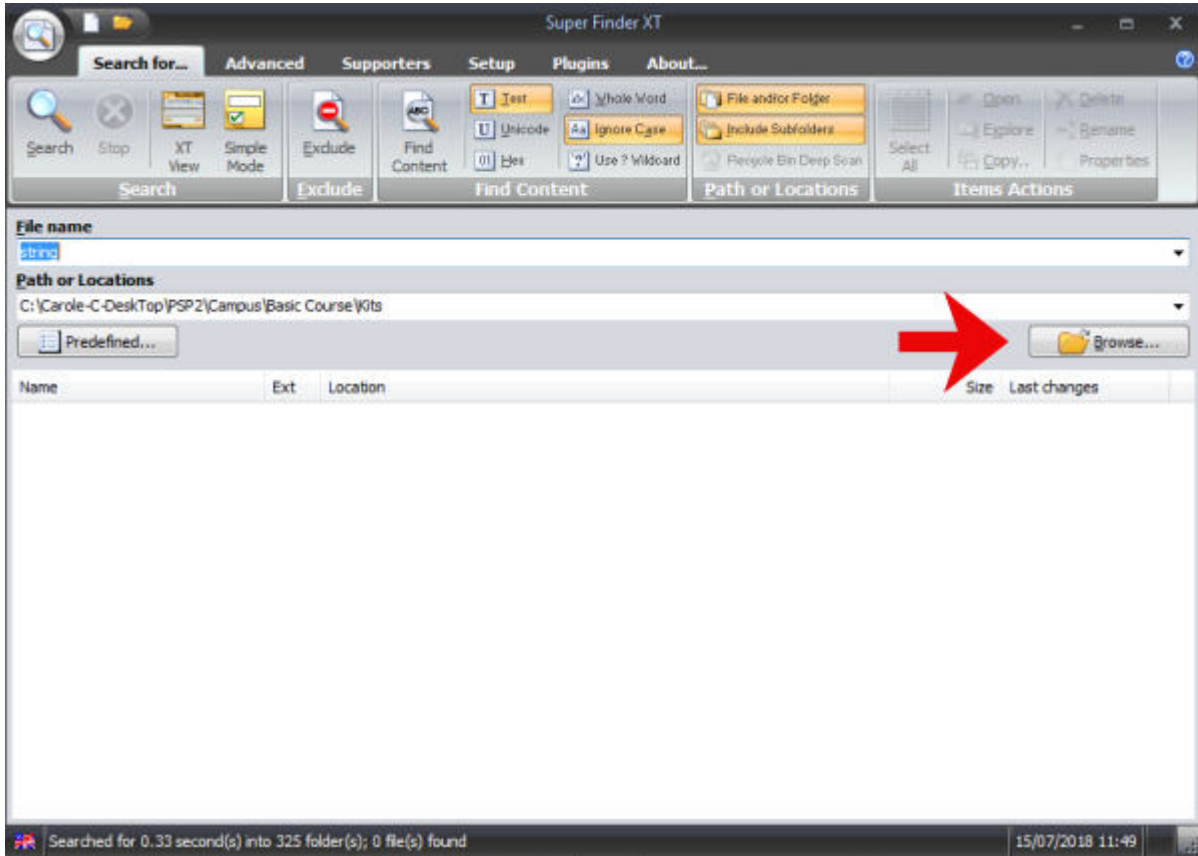 Super Finder XT
Search for... Advanced Supporters Setup Plugins About...
Search Stop XT View Simple Mode
Search
Exclude
Exclude
ABC
Find Content
T Text
U Unicode
01 Hex
Whole Word
Aa Ignore Case
"?" Use ? Wildcard
Find Content
File and/or Folder
Include Subfolders
Recycle Bin Deep Scan
Path or Locations
Select All
Open
Explore
Copy...
Delete
Rename
Properties
Items Actions
File name
string
Path or Locations
C:\Carole-C-DeskTop\PSP2\Campus\Basic Course\Kits
Predefined... Browse...
Name Ext Location Size Last changes
Searched for 0.33 second(s) into 325 folder(s); 0 file(s) found 15/07/2018 11:49